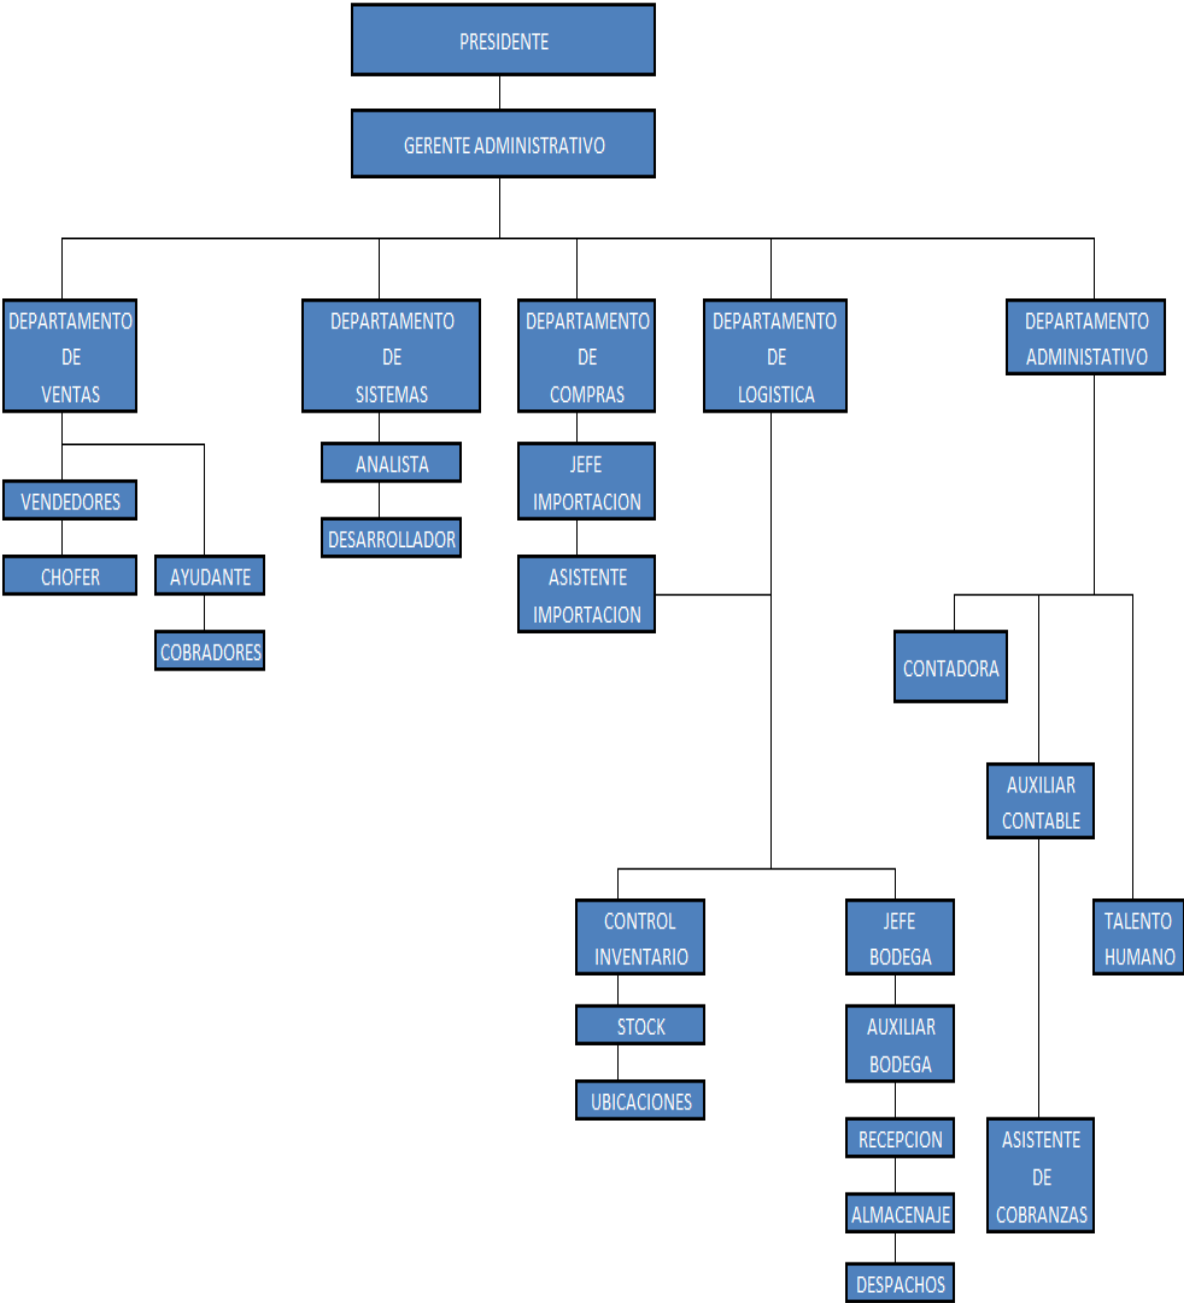 PRESIDENTE
GERENTE ADMINISTRATIVO
DEPARTAMENTO
DE
VENTAS
DEPARTAMENTO
DE
SISTEMAS
DEPARTAMENTO
DE
COMPRAS
DEPARTAMENTO
DE
LOGISTICA
DEPARTAMENTO
ADMINISTATIVO
VENDEDORES
CHOFER
AYUDANTE
COBRADORES
ANALISTA
DESARROLLADOR
JEFE
IMPORTACION
ASISTENTE
IMPORTACION
CONTROL
INVENTARIO
STOCK
UBICACIONES
JEFE
BODEGA
AUXILIAR
BODEGA
RECEPCION
ALMACENAJE
DESPACHOS
CONTADORA
AUXILIAR
CONTABLE
ASISTENTE
DE
COBRANZAS
TALENTO
HUMANO